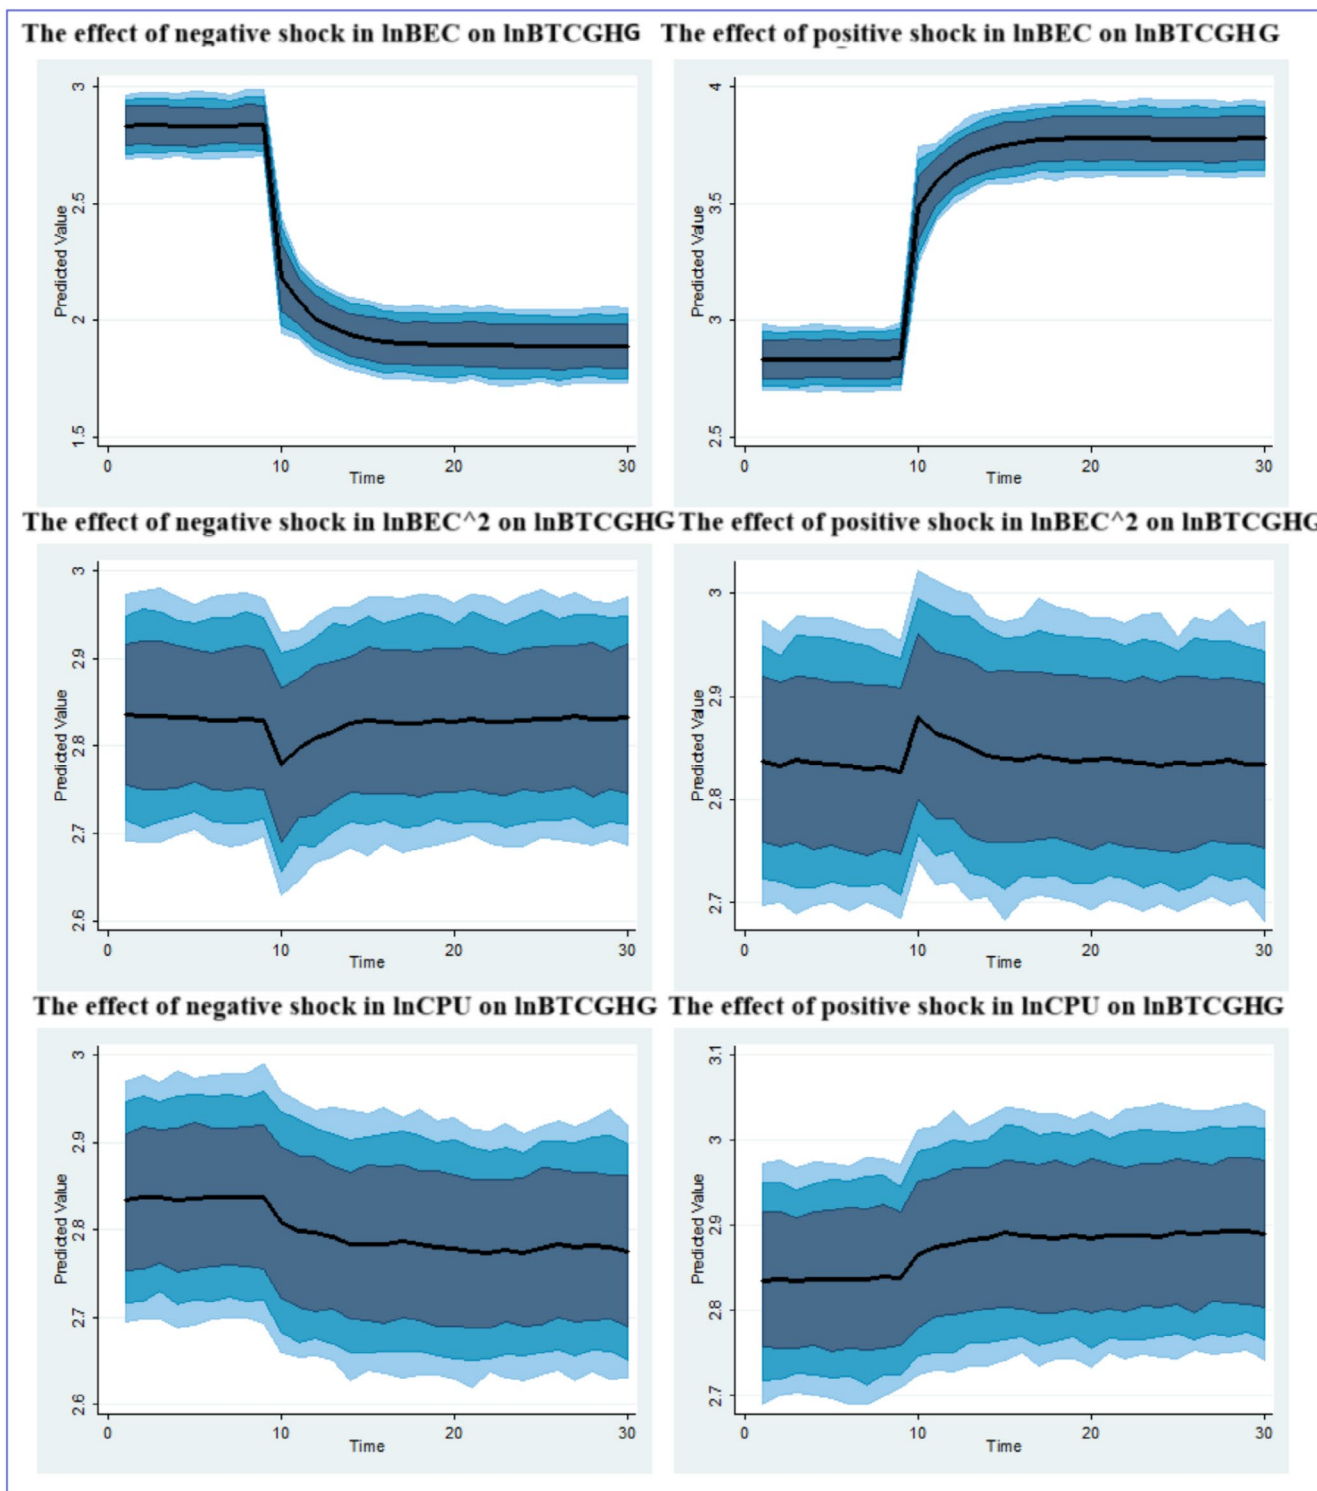 The effect of negative shock in lnBEC on lnBTCGHG
The effect of positive shock in lnBEC on lnBTCGHG
Predicted Value
3
2.5
2
1.5
0
10
20
30
Time
Predicted Value
4
3.5
3
2.5
0
10
20
30
Time
The effect of negative shock in lnBEC^2 on lnBTCGHG
The effect of positive shock in lnBEC^2 on lnBTCGHG
Predicted Value
3
2.9
2.8
2.7
2.6
0
10
20
30
Time
Predicted Value
3
2.9
2.8
2.7
0
10
20
30
Time
The effect of negative shock in lnCPU on lnBTCGHG
The effect of positive shock in lnCPU on lnBTCGHG
Predicted Value
3
2.9
2.8
2.7
2.6
0
10
20
30
Time
Predicted Value
3.1
3
2.9
2.8
2.7
0
10
20
30
Time